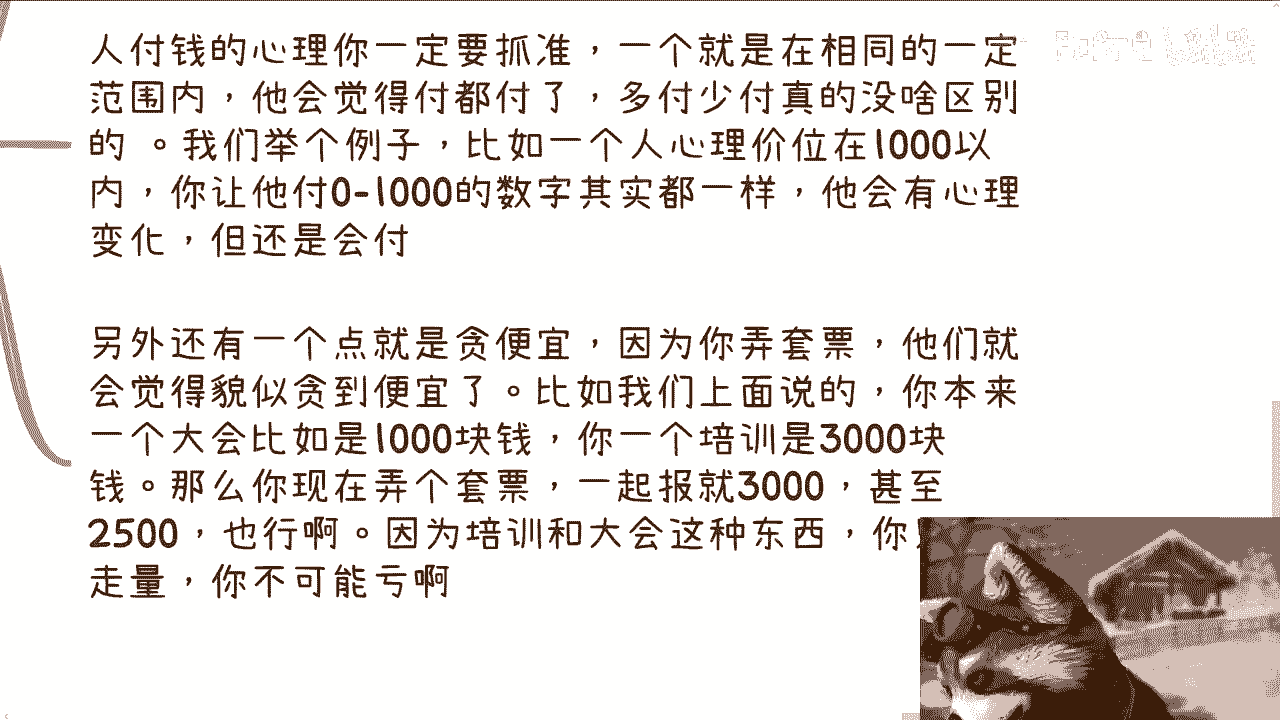 人付钱的心理你一定要抓准，一个就是在相同的一定
范围内，他会觉得付都付了，多付少付真的没啥区别
的 。我们举个例子，比如一个人心理价位在1000以
内，你让他付0-1000的数字其实都一样，他会有心理
变化，但还是会付
另外还有一个点就是贪便宜，因为你弄套票，他们就
会觉得貌似贪到便宜了。比如我们上面说的，你本来
一个大会比如是1000块钱，你一个培训是3000块
钱。那么你现在弄个套票，一起报就3000，甚至
2500，也行啊。因为培训和大会这种东西，你
走量，你不可能亏啊